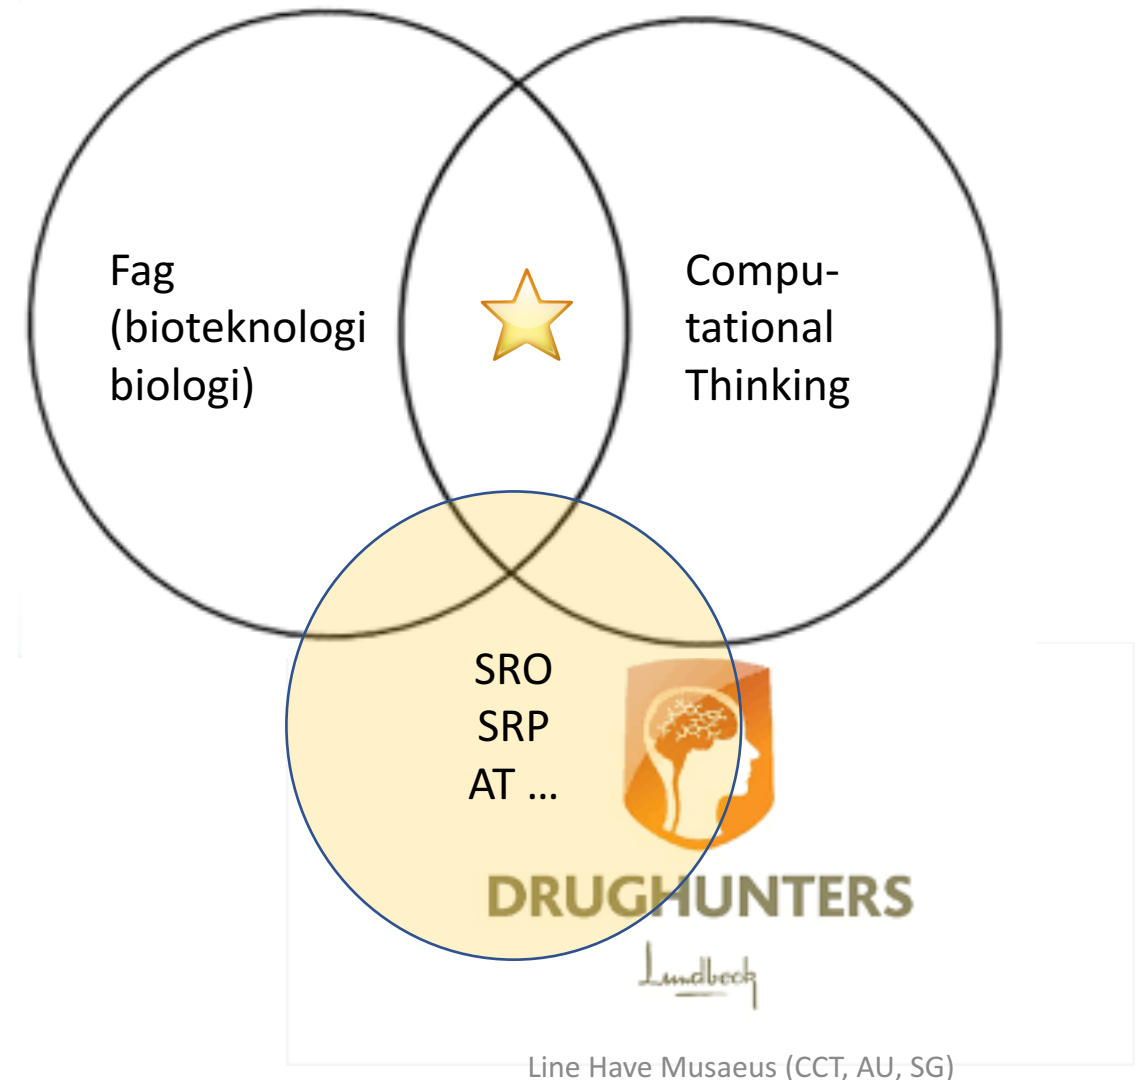 Fag
(bioteknologi
biologi)
Compu-
tational
Thinking
SRO
SRP
AT ...
DRUGHUNTERS
Lundbeck
Line Have Musaeus (CCT, AU, SG)